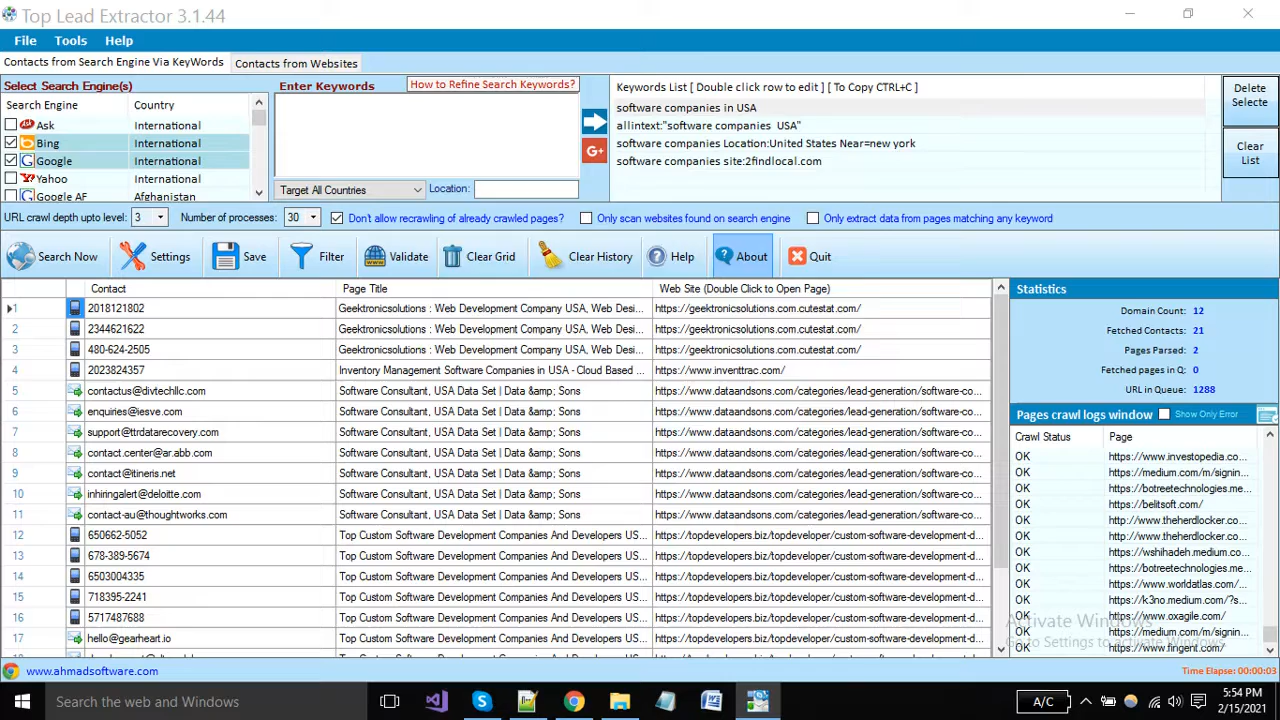 Top Lead Extractor 3.1.44
File Tools Help
Contacts from Search Engine Via KeyWords Contacts from Websites
Select Search Engine(s)
Search Engine Country
Ask International
Bing International
Google International
Yahoo International
Google AF Afghanistan
Enter Keywords How to Refine Search Keywords?
Target All Countries Location:
G+
Keywords List [ Double click row to edit ] [ To Copy CTRL+C ]
software companies in USA
allintext:"software companies USA"
software companies Location:United States Near=new york
software companies site:2findlocal.com
Delete
Selecte
Clear
List
URL crawl depth upto level: 3 Number of processes: 30 Don't allow recrawling of already crawled pages? Only scan websites found on search engine Only extract data from pages matching any keyword
Search Now Settings Save Filter Validate Clear Grid Clear History Help About Quit
Contact Page Title Web Site (Double Click to Open Page)
1 2018121802 Geektronicsolutions : Web Development Company USA, Web Desi... https://geektronicsolutions.com.cutestat.com/
2 2344621622 Geektronicsolutions : Web Development Company USA, Web Desi... https://geektronicsolutions.com.cutestat.com/
3 480-624-2505 Geektronicsolutions : Web Development Company USA, Web Desi... https://geektronicsolutions.com.cutestat.com/
4 2023824357 Inventory Management Software Companies in USA - Cloud Based ... https://www.inventtrac.com/
5 contactus@divtechllc.com Software Consultant, USA Data Set | Data &amp; Sons https://www.dataandsons.com/categories/lead-generation/software-co...
6 enquiries@iesve.com Software Consultant, USA Data Set | Data &amp; Sons https://www.dataandsons.com/categories/lead-generation/software-co...
7 support@ttrdatarecovery.com Software Consultant, USA Data Set | Data &amp; Sons https://www.dataandsons.com/categories/lead-generation/software-co...
8 contact.center@ar.abb.com Software Consultant, USA Data Set | Data &amp; Sons https://www.dataandsons.com/categories/lead-generation/software-co...
9 contact@itineris.net Software Consultant, USA Data Set | Data &amp; Sons https://www.dataandsons.com/categories/lead-generation/software-co...
10 inhiringalert@deloitte.com Software Consultant, USA Data Set | Data &amp; Sons https://www.dataandsons.com/categories/lead-generation/software-co...
11 contact-au@thoughtworks.com Software Consultant, USA Data Set | Data &amp; Sons https://www.dataandsons.com/categories/lead-generation/software-co...
12 650662-5052 Top Custom Software Development Companies And Developers US... https://topdevelopers.biz/topdeveloper/custom-software-development-d...
13 678-389-5674 Top Custom Software Development Companies And Developers US... https://topdevelopers.biz/topdeveloper/custom-software-development-d...
14 6503004335 Top Custom Software Development Companies And Developers US... https://topdevelopers.biz/topdeveloper/custom-software-development-d...
15 718395-2241 Top Custom Software Development Companies And Developers US... https://topdevelopers.biz/topdeveloper/custom-software-development-d...
16 5717487688 Top Custom Software Development Companies And Developers US... https://topdevelopers.biz/topdeveloper/custom-software-development-d...
17 hello@gearheart.io Top Custom Software Development Companies And Developers US... https://topdevelopers.biz/topdeveloper/custom-software-development-d...
Statistics
Domain Count: 12
Fetched Contacts: 21
Pages Parsed: 2
Fetched pages in Q: 0
URL in Queue: 1288
Pages crawl logs window Show Only Error
Crawl Status Page
OK https://www.investopedia.co...
OK https://medium.com/m/signin...
OK https://botreetechnologies.me...
OK https://belitsoft.com/
OK http://www.theherdlocker.co...
OK http://www.theherdlocker.co...
OK https://wshihadeh.medium.co...
OK https://botreetechnologies.me...
OK https://www.worldatlas.com/...
OK https://k3no.medium.com/?s...
OK https://www.oxagile.com/
OK https://medium.com/m/signin...
OK https://www.fingent.com/
Activate Windows
Go to Settings to activate Windows.
www.ahmadsoftware.com Time Elapse: 00:00:03
Search the web and Windows A/C 5:54 PM
2/15/2021